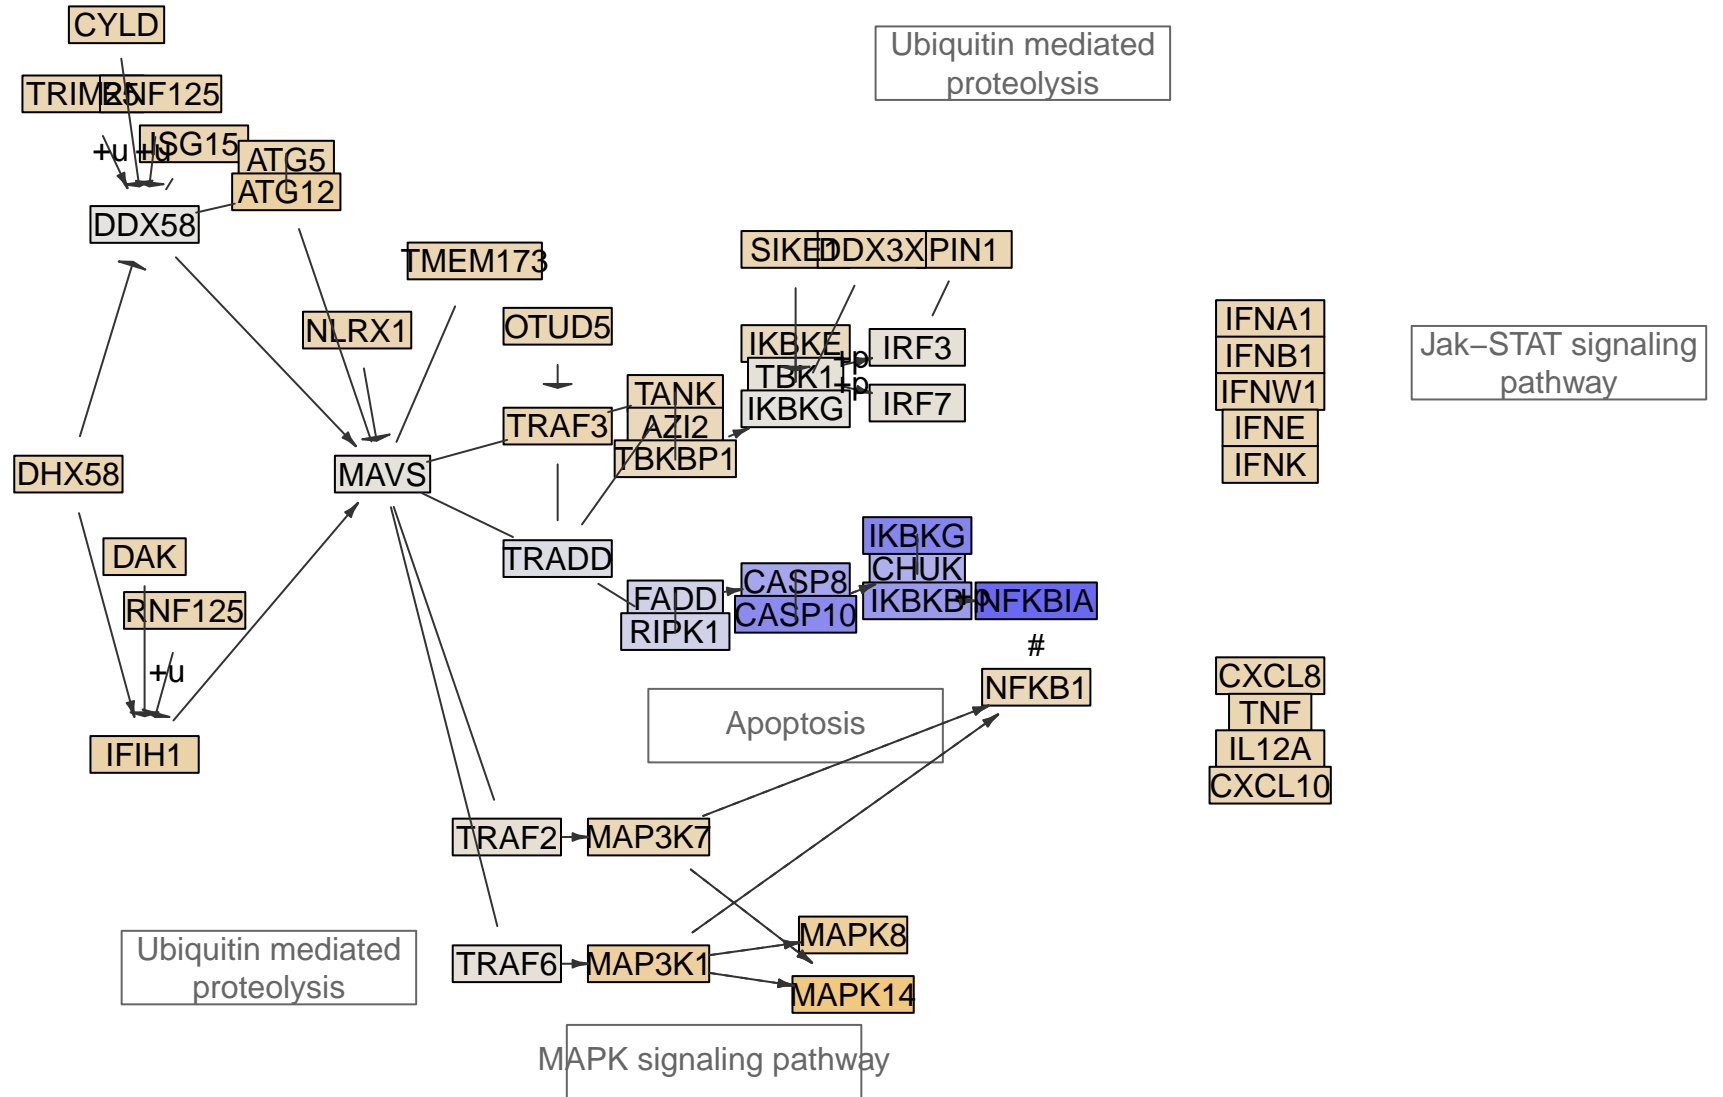 CYLD
Ubiquitin mediated
proteolysis
TRIM25
RNF125
ISG15
+u
+u
ATG5
ATG12
DDX58
TMEM173
SIKE1
DDX3X
PIN1
NLRX1
OTUD5
IKBKE
TBK1
IKBKG
+p
+p
IRF3
IRF7
IFNA1
IFNB1
IFNW1
IFNE
IFNK
Jak−STAT signaling
pathway
TANK
AZI2
TBKBP1
TRAF3
DHX58
MAVS
DAK
RNF125
+u
TRADD
FADD
RIPK1
CASP8
CASP10
IKBKG
CHUK
IKBKB
+p
NFKBIA
#
NFKB1
CXCL8
TNF
IL12A
CXCL10
Apoptosis
IFIH1
TRAF2
MAP3K7
Ubiquitin mediated
proteolysis
TRAF6
MAP3K1
MAPK8
MAPK14
MAPK signaling pathway